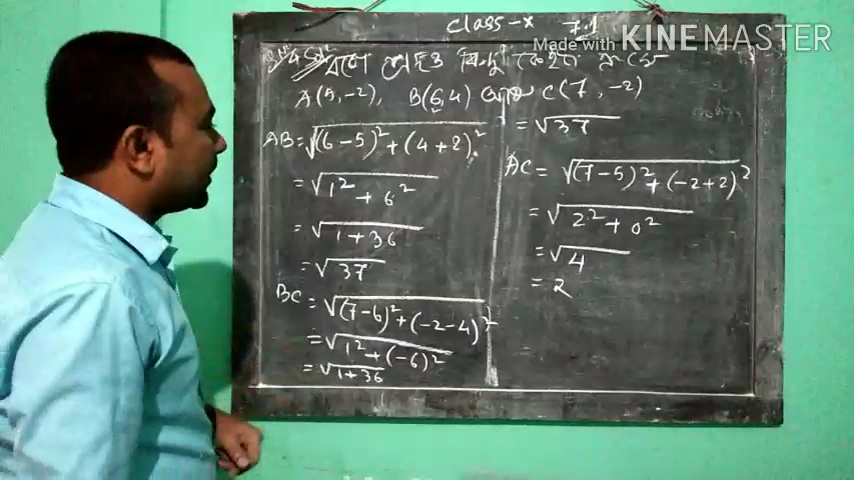 class-x 7.1
Made with KINEMASTER
প্রদত্ত বিন্দু
A(5,-2), B(6,4) আৰু C(7, -2)
AB=√(6-5)²+(4+2)²
=√1²+6²
=√1+36
=√37
BC=√(7-6)²+(-2-4)²
=√1²+(-6)²
=√1+36
=√37
AC=√(7-5)²+(-2+2)²
=√2²+0²
=√4
=2